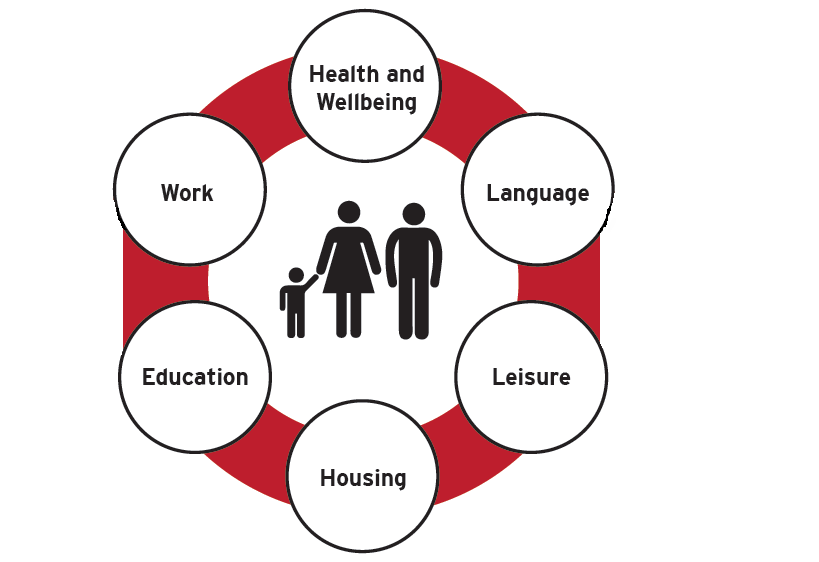 Health and
Wellbeing
Work
Language
Education
Leisure
Housing